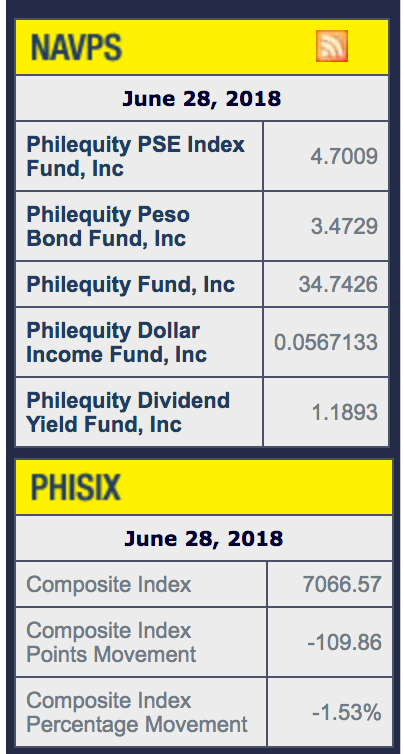 NAVPS
June 28, 2018
Philequity PSE Index
Fund, Inc
4.7009
Philequity Peso
Bond Fund, Inc
3.4729
Philequity Fund, Inc
34.7426
Philequity Dollar
Income Fund, Inc
0.0567133
Philequity Dividend
Yield Fund, Inc
1.1893
PHISIX
June 28, 2018
Composite Index
7066.57
Composite Index
Points Movement
-109.86
Composite Index
Percentage Movement
-1.53%